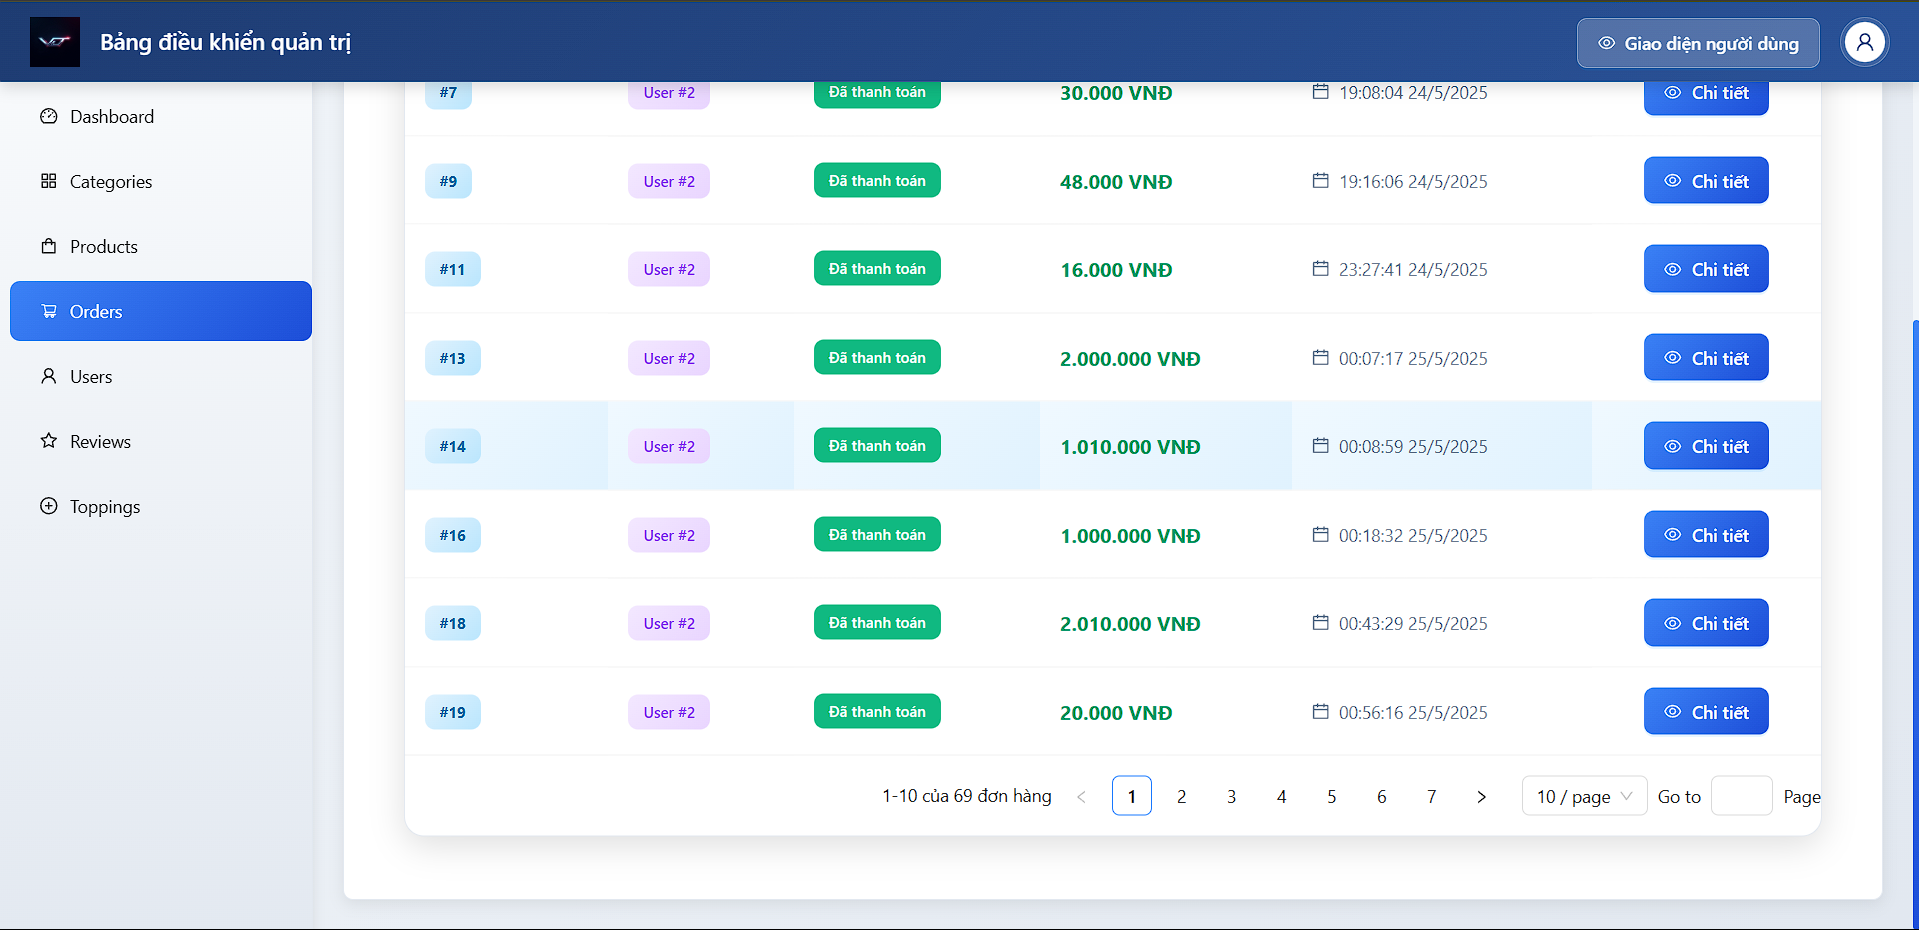 Bảng điều khiển quản trị
Giao diện người dùng
Dashboard
Categories
Products
Orders
Users
Reviews
Toppings
#7 User #2 Đã thanh toán 30.000 VNĐ 19:08:04 24/5/2025 Chi tiết
#9 User #2 Đã thanh toán 48.000 VNĐ 19:16:06 24/5/2025 Chi tiết
#11 User #2 Đã thanh toán 16.000 VNĐ 23:27:41 24/5/2025 Chi tiết
#13 User #2 Đã thanh toán 2.000.000 VNĐ 00:07:17 25/5/2025 Chi tiết
#14 User #2 Đã thanh toán 1.010.000 VNĐ 00:08:59 25/5/2025 Chi tiết
#16 User #2 Đã thanh toán 1.000.000 VNĐ 00:18:32 25/5/2025 Chi tiết
#18 User #2 Đã thanh toán 2.010.000 VNĐ 00:43:29 25/5/2025 Chi tiết
#19 User #2 Đã thanh toán 20.000 VNĐ 00:56:16 25/5/2025 Chi tiết
1-10 của 69 đơn hàng < 1 2 3 4 5 6 7 > 10 / page Go to Page